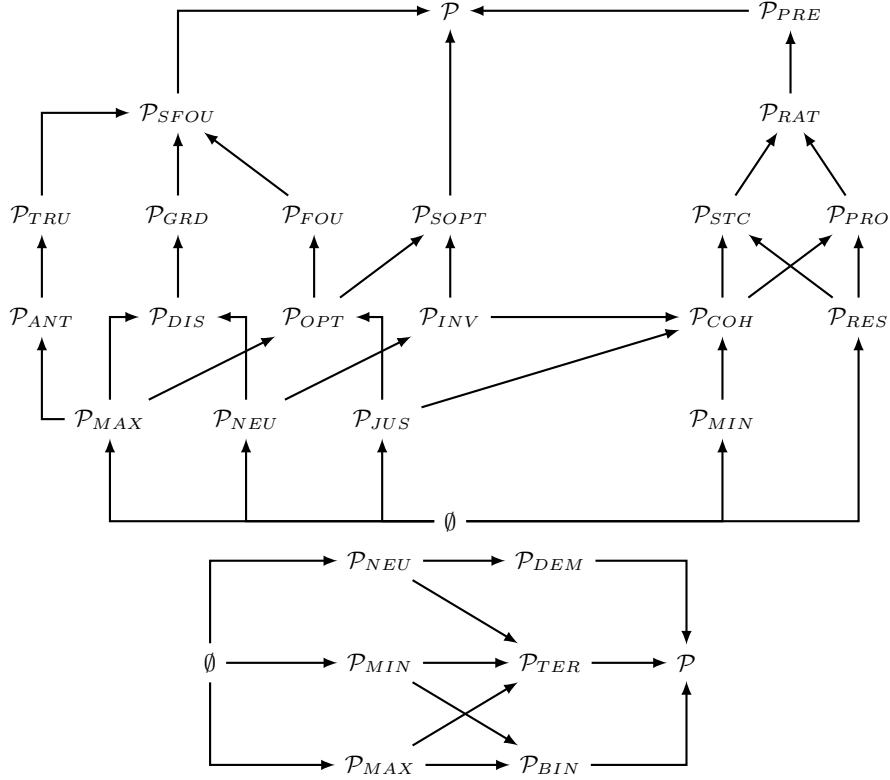 𝒫 𝒫_PRE
𝒫_SFOU 𝒫_RAT
𝒫_TRU 𝒫_GRD 𝒫_FOU 𝒫_SOPT 𝒫_STC 𝒫_PRO
𝒫_ANT 𝒫_DIS 𝒫_OPT 𝒫_INV 𝒫_COH 𝒫_RES
𝒫_MAX 𝒫_NEU 𝒫_JUS 𝒫_MIN
∅
𝒫_NEU 𝒫_DEM
∅ 𝒫_MIN 𝒫_TER 𝒫
𝒫_MAX 𝒫_BIN